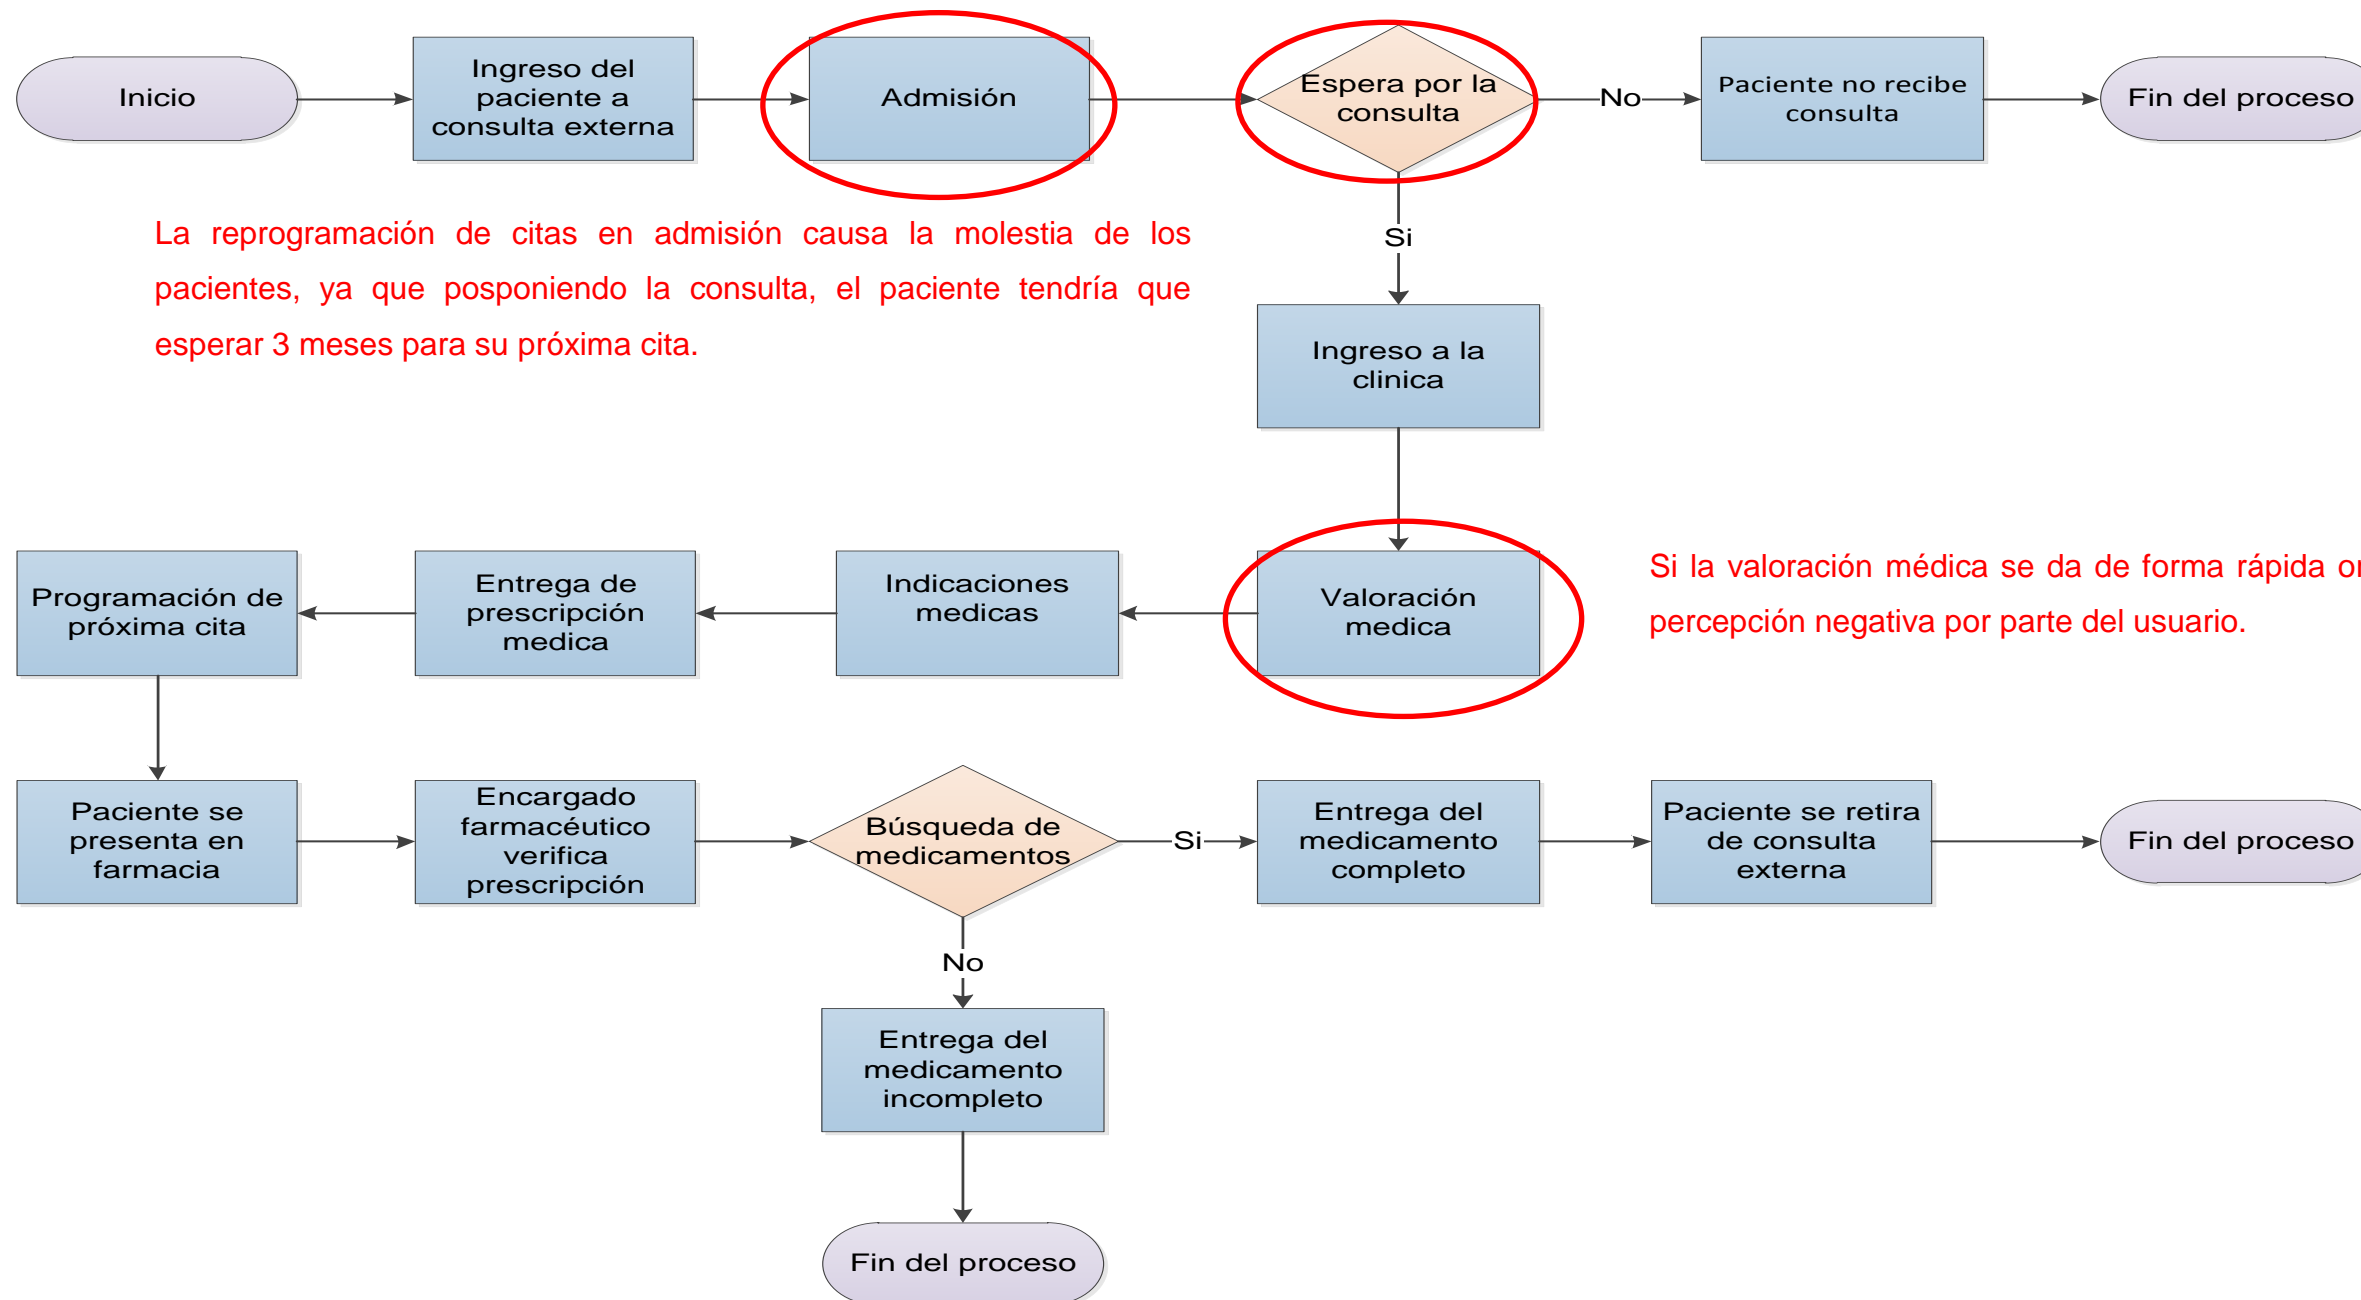 Inicio
Ingreso del
paciente a
consulta externa
Admisión
Espera por la
consulta
No
Paciente no recibe
consulta
Fin del proceso
La reprogramación de citas en admisión causa la molestia de los
pacientes, ya que posponiendo la consulta, el paciente tendría que
esperar 3 meses para su próxima cita.
Si
Ingreso a la
clinica
Programación de
próxima cita
Entrega de
prescripción
medica
Indicaciones
medicas
Valoración
medica
Si la valoración médica se da de forma rápida
percepción negativa por parte del usuario.
Paciente se
presenta en
farmacia
Encargado
farmacéutico
verifica
prescripción
Búsqueda de
medicamentos
Si
Entrega del
medicamento
completo
Paciente se retira
de consulta
externa
Fin del proceso
No
Entrega del
medicamento
incompleto
Fin del proceso